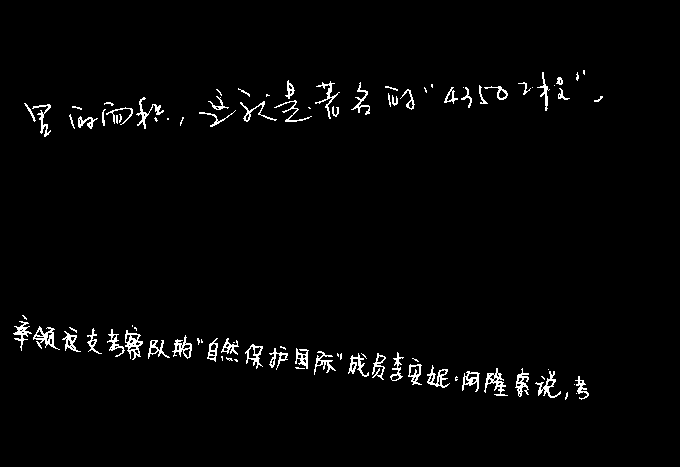 里的面积，这就是著名的“4350工程”。
率领这支考察队的“自然保护国际”成员李安妮·阿隆索说，考